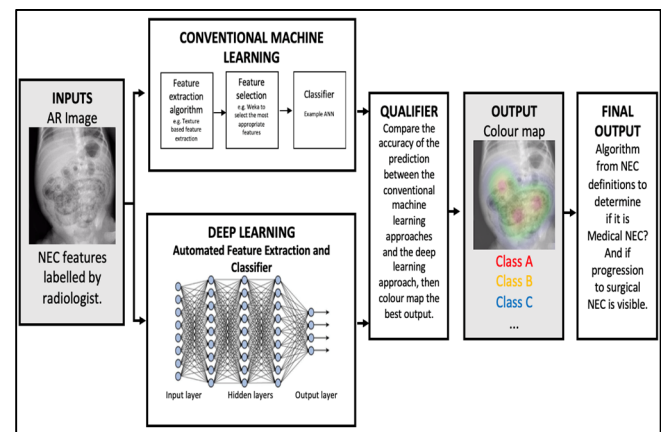 INPUTS
AR Image
NEC features
labelled by
radiologist.
CONVENTIONAL MACHINE
LEARNING
Feature
extraction
algorithm
e.g. Texture
based feature
extraction
Feature
selection
e.g. Weka to
select the most
appropriate
features
Classifier
Example ANN
DEEP LEARNING
Automated Feature Extraction and
Classifier
Input layer
Hidden layers
Output layer
QUALIFIER
Compare the
accuracy of the
prediction
between the
conventional
machine
learning
approaches
and the deep
learning
approach, then
colour map the
best output.
OUTPUT
Colour map
Class A
Class B
Class C
...
FINAL
OUTPUT
Algorithm
from NEC
definitions to
determine
if it is
Medical NEC?
And if
progression
to surgical
NEC is visible.